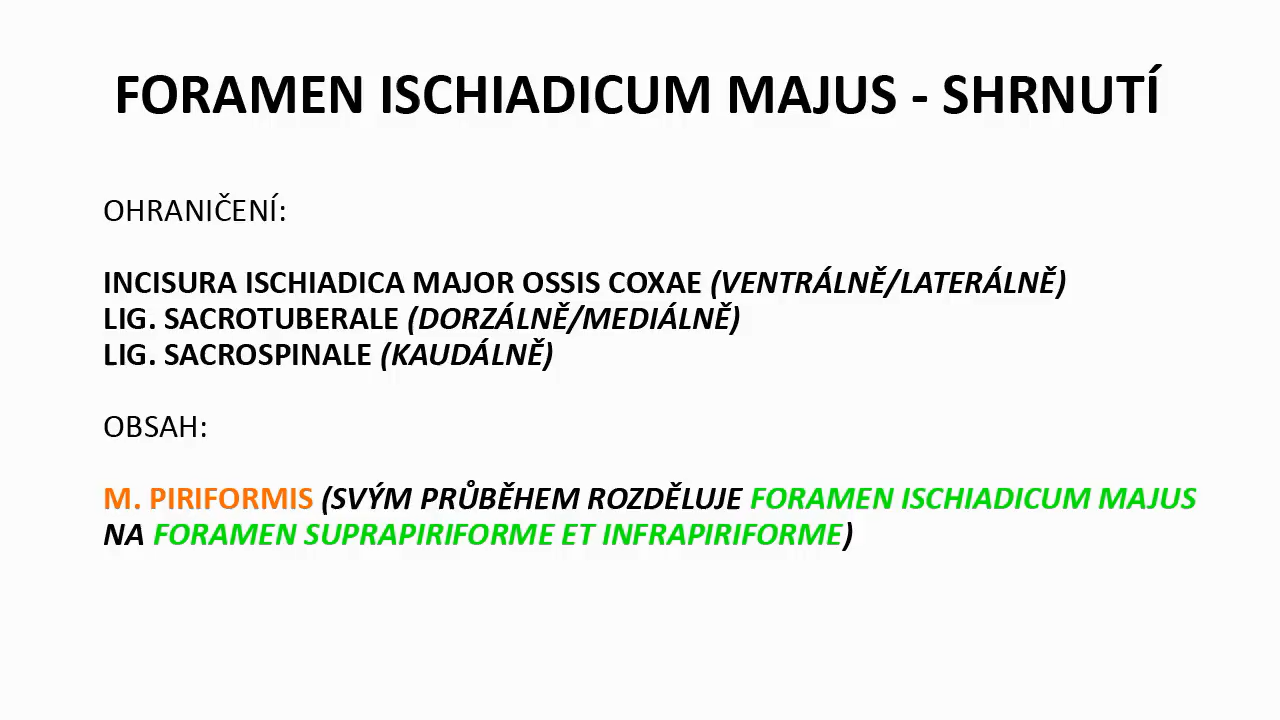 FORAMEN ISCHIADICUM MAJUS - SHRNUTÍ
OHRANIČENÍ:
INCISURA ISCHIADICA MAJOR OSSIS COXAE (VENTRÁLNĚ/LATERÁLNĚ)
LIG. SACROTUBERALE (DORZÁLNĚ/MEDIÁLNĚ)
LIG. SACROSPINALE (KAUDÁLNĚ)
OBSAH:
M. PIRIFORMIS (SVÝM PRŮBĚHEM ROZDĚLUJE FORAMEN ISCHIADICUM MAJUS
NA FORAMEN SUPRAPIRIFORME ET INFRAPIRIFORME)